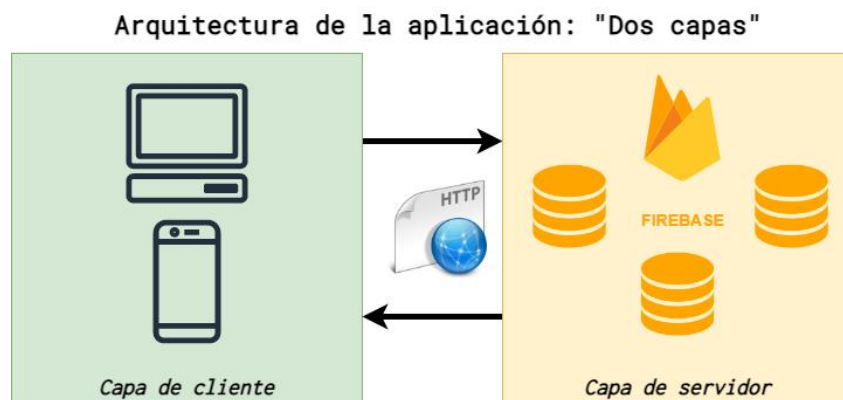 Arquitectura de la aplicación: "Dos capas"
HTTP
FIREBASE
Capa de cliente
Capa de servidor